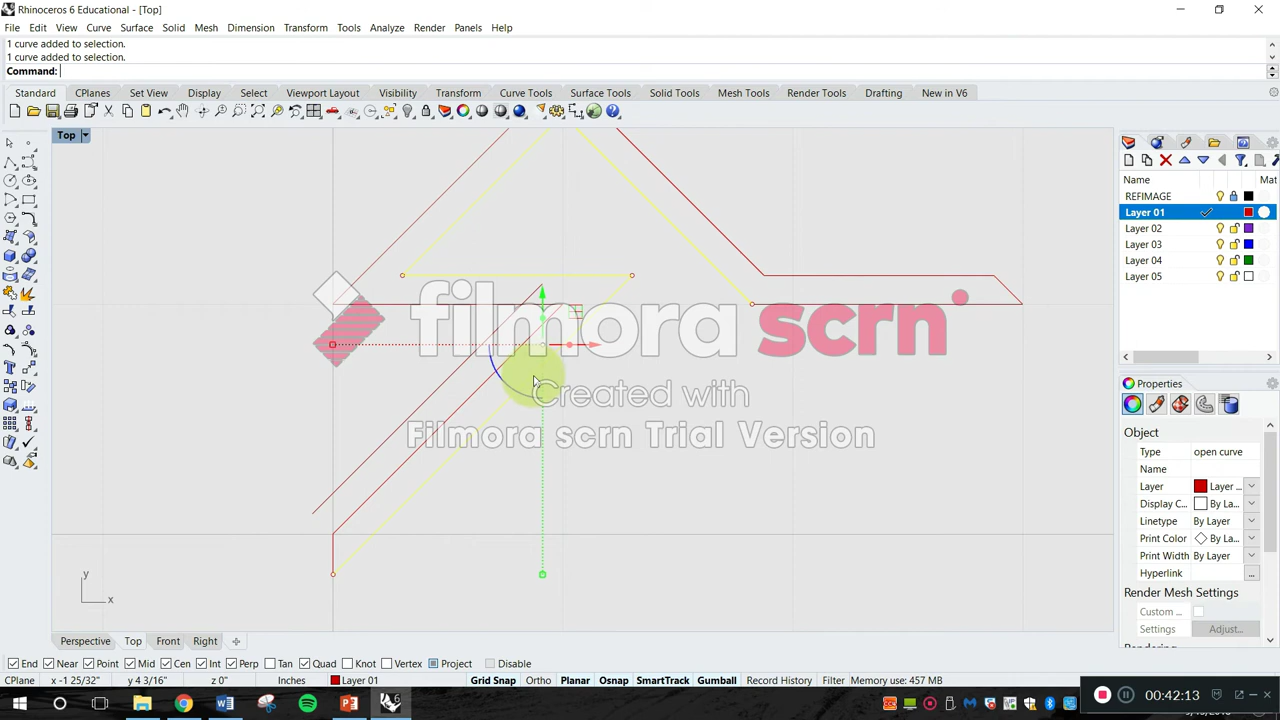 Rhinoceros 6 Educational - [Top]
File Edit View Curve Surface Solid Mesh Dimension Transform Tools Analyze Render Panels Help
1 curve added to selection.
1 curve added to selection.
Command:
Standard CPlanes Set View Display Select Viewport Layout Visibility Transform Curve Tools Surface Tools Solid Tools Mesh Tools Render Tools Drafting New in V6
Top
Name Mat
REFIMAGE
Layer 01
Layer 02
Layer 03
Layer 04
Layer 05
filmora scrn
Created with
Filmora scrn Trial Version
Properties
Object
Type open curve
Name
Layer Layer ...
Display C... By La...
Linetype By Layer
Print Color By La...
Print Width By Layer
Hyperlink ...
Render Mesh Settings
Custom ...
Settings Adjust...
y
x
Perspective Top Front Right
End Near Point Mid Cen Int Perp Tan Quad Knot Vertex Project Disable
CPlane x -1 25/32" y 4 3/16" z 0" Inches Layer 01 Grid Snap Ortho Planar Osnap SmartTrack Gumball Record History Filter Memory use: 457 MB
00:42:13